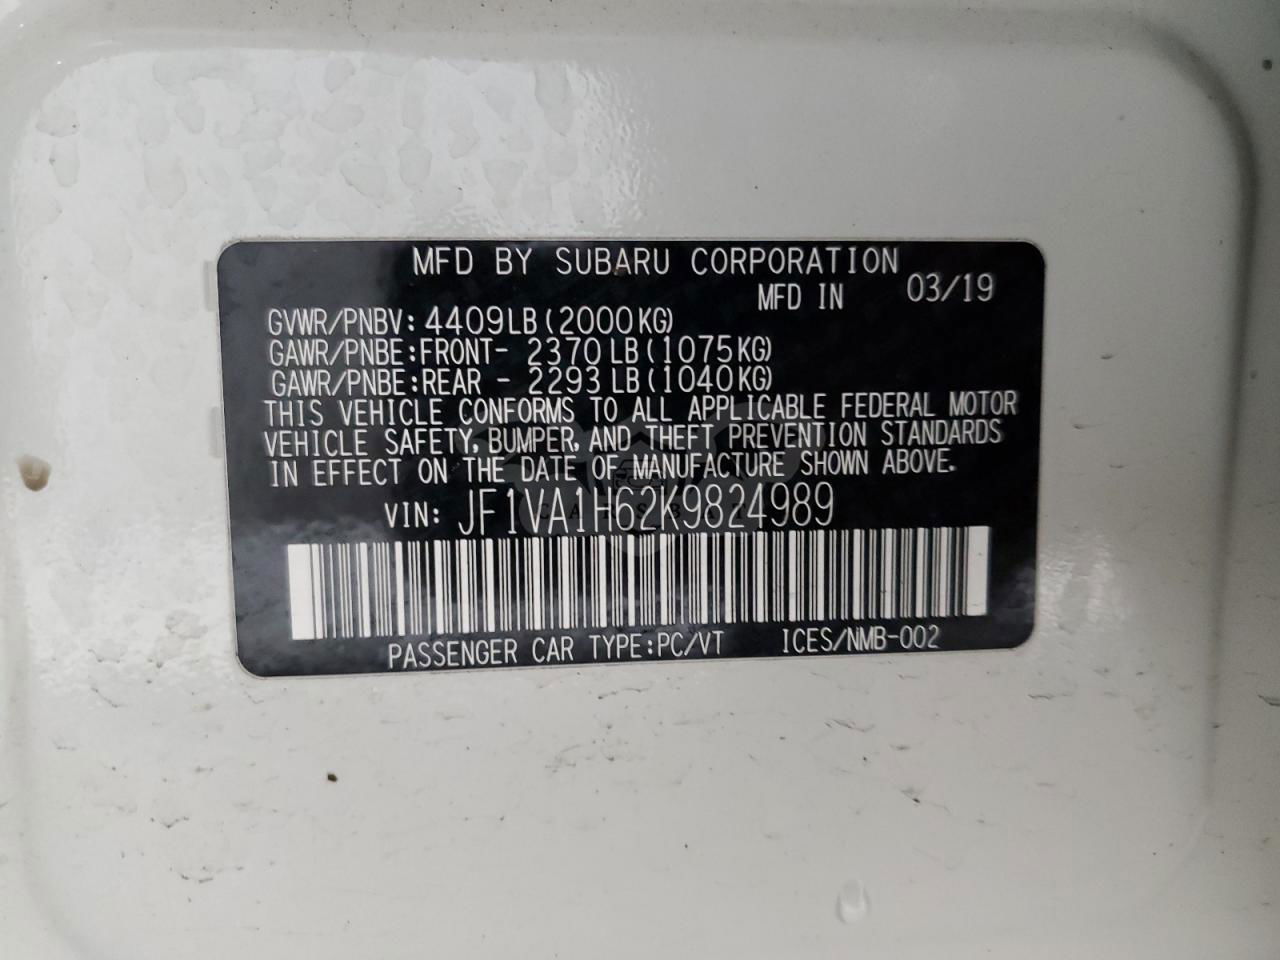 MFD BY SUBARU CORPORATION
MFD IN 03/19
GVWR/PNBV: 4409LB (2000KG)
GAWR/PNBE:FRONT- 2370LB (1075KG)
GAWR/PNBE:REAR - 2293LB (1040KG)
THIS VEHICLE CONFORMS TO ALL APPLICABLE FEDERAL MOTOR
VEHICLE SAFETY, BUMPER, AND THEFT PREVENTION STANDARDS
IN EFFECT ON THE DATE OF MANUFACTURE SHOWN ABOVE.
VIN: JF1VA1H62K9824989
PASSENGER CAR TYPE:PC/VT ICES/NMB-002